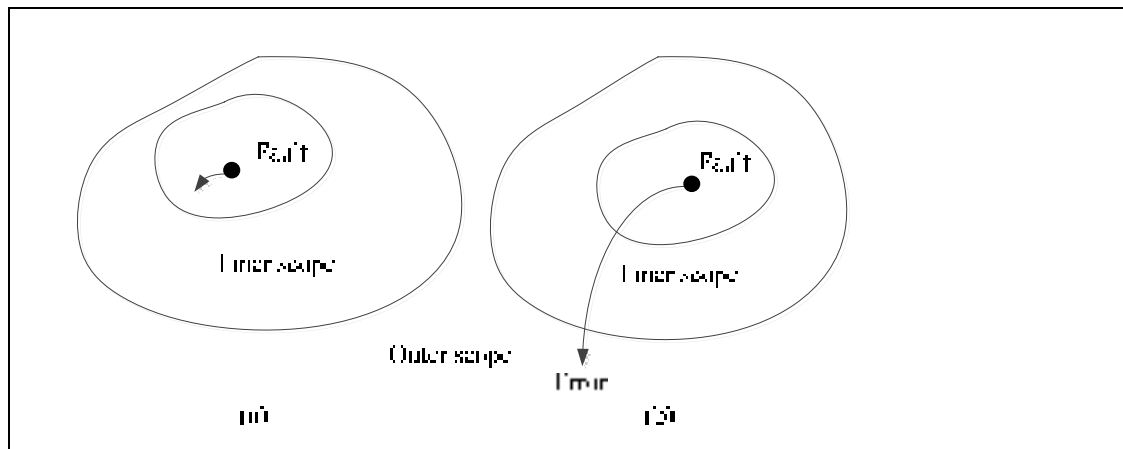 Fault
Inner scope
Fault
Inner scope
Outer scope
Error
(a)
(b)